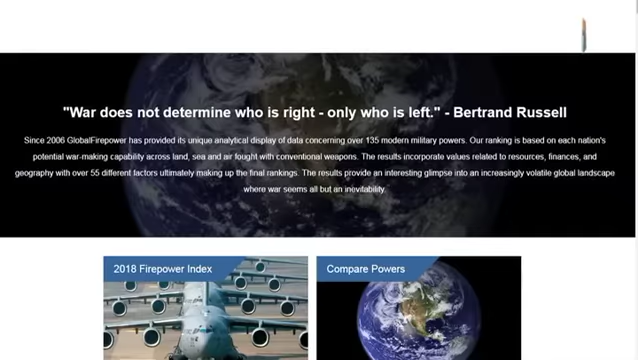 "War does not determine who is right - only who is left." - Bertrand Russell
Since 2006 GlobalFirepower has provided its unique analytical display of data concerning over 135 modern military powers. Our ranking is based on each nation's
potential war-making capability across land, sea and air fought with conventional weapons. The results incorporate values related to resources, finances, and
geography with over 55 different factors ultimately making up the final rankings. The results provide an interesting glimpse into an increasingly volatile global landscape
where war seems all but an inevitability.
2018 Firepower Index
Compare Powers